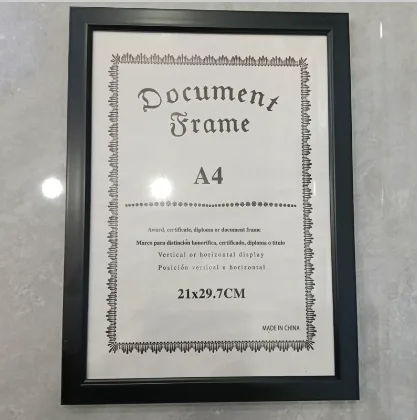 Document
Frame
A4
Award, certificate, diploma or document frame
Marco para distinción honorífica, certificado, diploma o título
Vertical or horizontal display
Posición vertical u horizontal
21x29.7CM
MADE IN CHINA